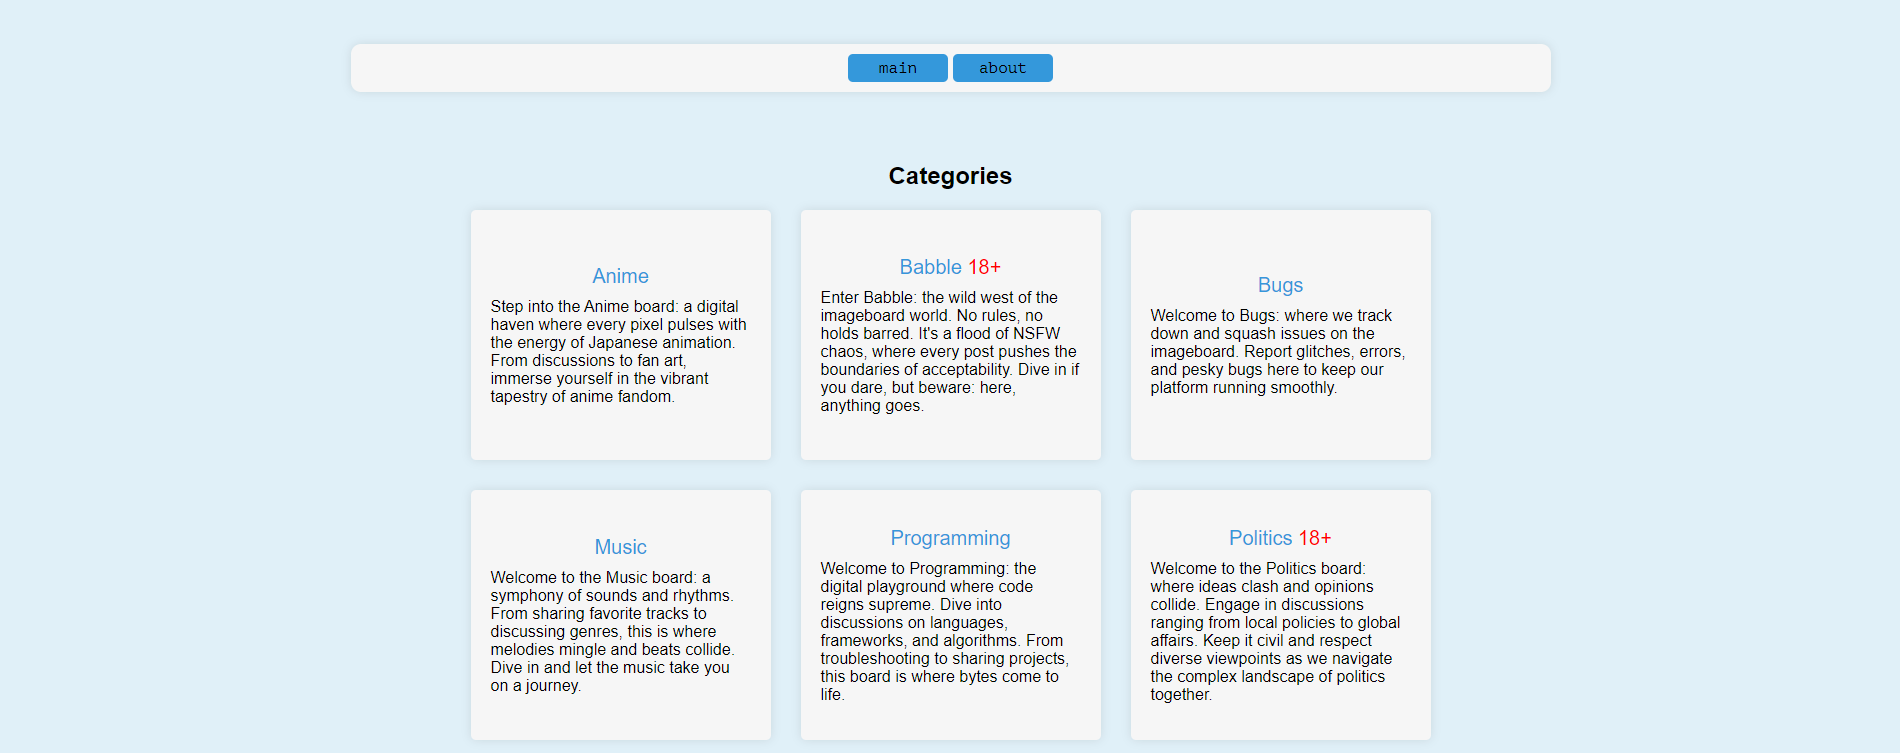 main about
Categories
Anime
Step into the Anime board: a digital
haven where every pixel pulses with
the energy of Japanese animation.
From discussions to fan art,
immerse yourself in the vibrant
tapestry of anime fandom.
Babble 18+
Enter Babble: the wild west of the
imageboard world. No rules, no
holds barred. It's a flood of NSFW
chaos, where every post pushes the
boundaries of acceptability. Dive in if
you dare, but beware: here,
anything goes.
Bugs
Welcome to Bugs: where we track
down and squash issues on the
imageboard. Report glitches, errors,
and pesky bugs here to keep our
platform running smoothly.
Music
Welcome to the Music board: a
symphony of sounds and rhythms.
From sharing favorite tracks to
discussing genres, this is where
melodies mingle and beats collide.
Dive in and let the music take you
on a journey.
Programming
Welcome to Programming: the
digital playground where code
reigns supreme. Dive into
discussions on languages,
frameworks, and algorithms. From
troubleshooting to sharing projects,
this board is where bytes come to
life.
Politics 18+
Welcome to the Politics board:
where ideas clash and opinions
collide. Engage in discussions
ranging from local policies to global
affairs. Keep it civil and respect
diverse viewpoints as we navigate
the complex landscape of politics
together.